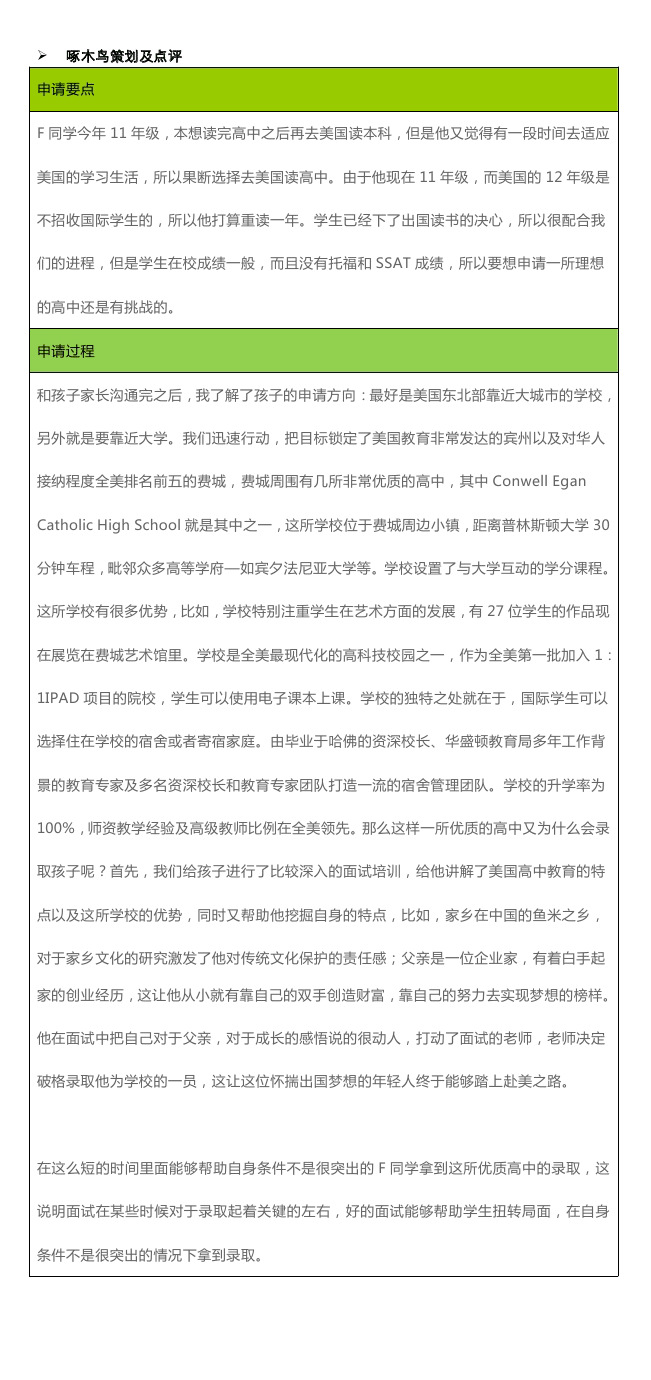 ➢ 啄木鸟策划及点评
申请要点
F 同学今年 11 年级，本想读完高中之后再去美国读本科，但是他又觉得有一段时间去适应
美国的学习生活，所以果断选择去美国读高中。由于他现在 11 年级，而美国的 12 年级是
不招收国际学生的，所以他打算重读一年。学生已经下了出国读书的决心，所以很配合我
们的进程，但是学生在校成绩一般，而且没有托福和 SSAT 成绩，所以要想申请一所理想
的高中还是有挑战的。
申请过程
和孩子家长沟通完之后，我了解了孩子的申请方向：最好是美国东北部靠近大城市的学校，
另外就是要靠近大学。我们迅速行动，把目标锁定了美国教育非常发达的宾州以及对华人
接纳程度全美排名前五的费城，费城周围有几所非常优质的高中，其中 Conwell Egan
Catholic High School 就是其中之一，这所学校位于费城周边小镇，距离普林斯顿大学 30
分钟车程，毗邻众多高等学府—如宾夕法尼亚大学等。学校设置了与大学互动的学分课程。
这所学校有很多优势，比如，学校特别注重学生在艺术方面的发展，有 27 位学生的作品现
在展览在费城艺术馆里。学校是全美最现代化的高科技校园之一，作为全美第一批加入 1：
1IPAD 项目的院校，学生可以使用电子课本上课。学校的独特之处就在于，国际学生可以
选择住在学校的宿舍或者寄宿家庭。由毕业于哈佛的资深校长、华盛顿教育局多年工作背
景的教育专家及多名资深校长和教育专家团队打造一流的宿舍管理团队。学校的升学率为
100%，师资教学经验及高级教师比例在全美领先。那么这样一所优质的高中又为什么会录
取孩子呢？首先，我们给孩子进行了比较深入的面试培训，给他讲解了美国高中教育的特
点以及这所学校的优势，同时又帮助他挖掘自身的特点，比如，家乡在中国的鱼米之乡，
对于家乡文化的研究激发了他对传统文化保护的责任感；父亲是一位企业家，有着白手起
家的创业经历，这让他从小就有靠自己的双手创造财富，靠自己的努力去实现梦想的榜样。
他在面试中把自己对于父亲，对于成长的感悟说的很动人，打动了面试的老师，老师决定
破格录取他为学校的一员，这让这位怀揣出国梦想的年轻人终于能够踏上赴美之路。
在这么短的时间里面能够帮助自身条件不是很突出的 F 同学拿到这所优质高中的录取，这
说明面试在某些时候对于录取起着关键的左右，好的面试能够帮助学生扭转局面，在自身
条件不是很突出的情况下拿到录取。